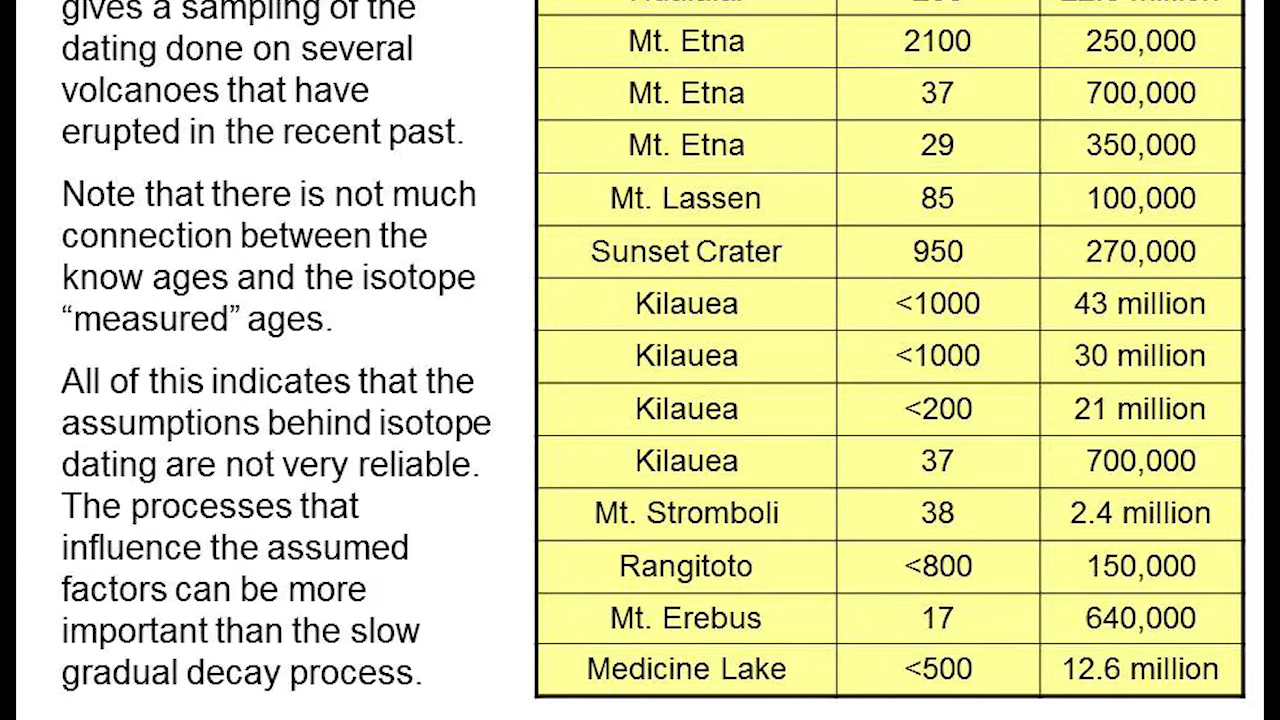 gives a sampling of the
dating done on several
volcanoes that have
erupted in the recent past.
Note that there is not much
connection between the
know ages and the isotope
“measured” ages.
All of this indicates that the
assumptions behind isotope
dating are not very reliable.
The processes that
influence the assumed
factors can be more
important than the slow
gradual decay process.
Mt. Etna 2100 250,000
Mt. Etna 37 700,000
Mt. Etna 29 350,000
Mt. Lassen 85 100,000
Sunset Crater 950 270,000
Kilauea <1000 43 million
Kilauea <1000 30 million
Kilauea <200 21 million
Kilauea 37 700,000
Mt. Stromboli 38 2.4 million
Rangitoto <800 150,000
Mt. Erebus 17 640,000
Medicine Lake <500 12.6 million